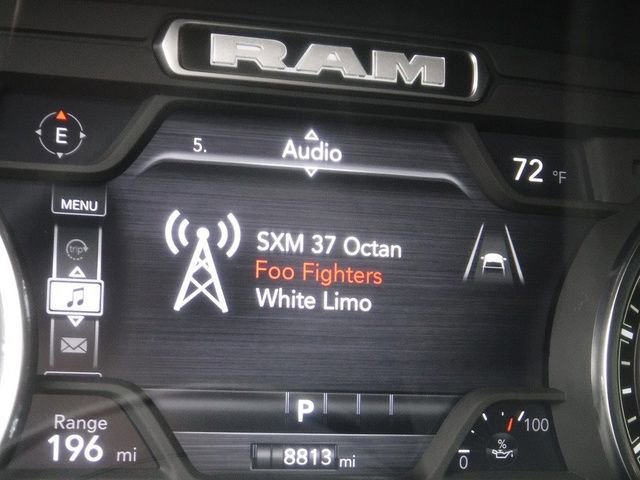 RAM
E
5.
Audio
72 °F
MENU
trip
SXM 37 Octan
Foo Fighters
White Limo
P
Range
196 mi
8813 mi
100
%
0